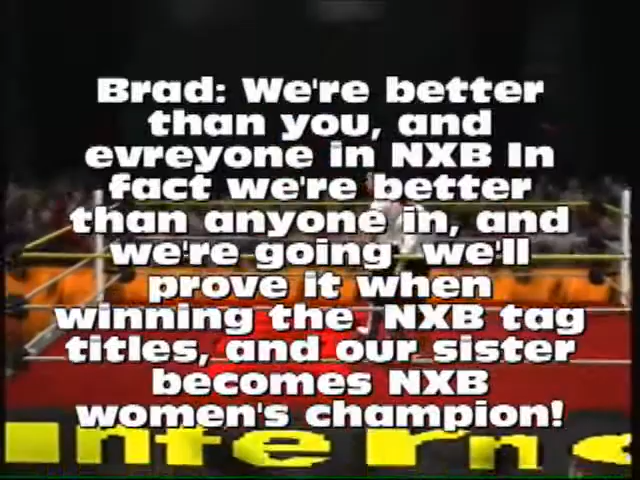 Brad: We're better
than you, and
evreyone in NXB In
fact we're better
than anyone in, and
we're going  we'll
prove it when
winning the, NXB tag
titles, and our sister
becomes NXB
women's champion!
Intern